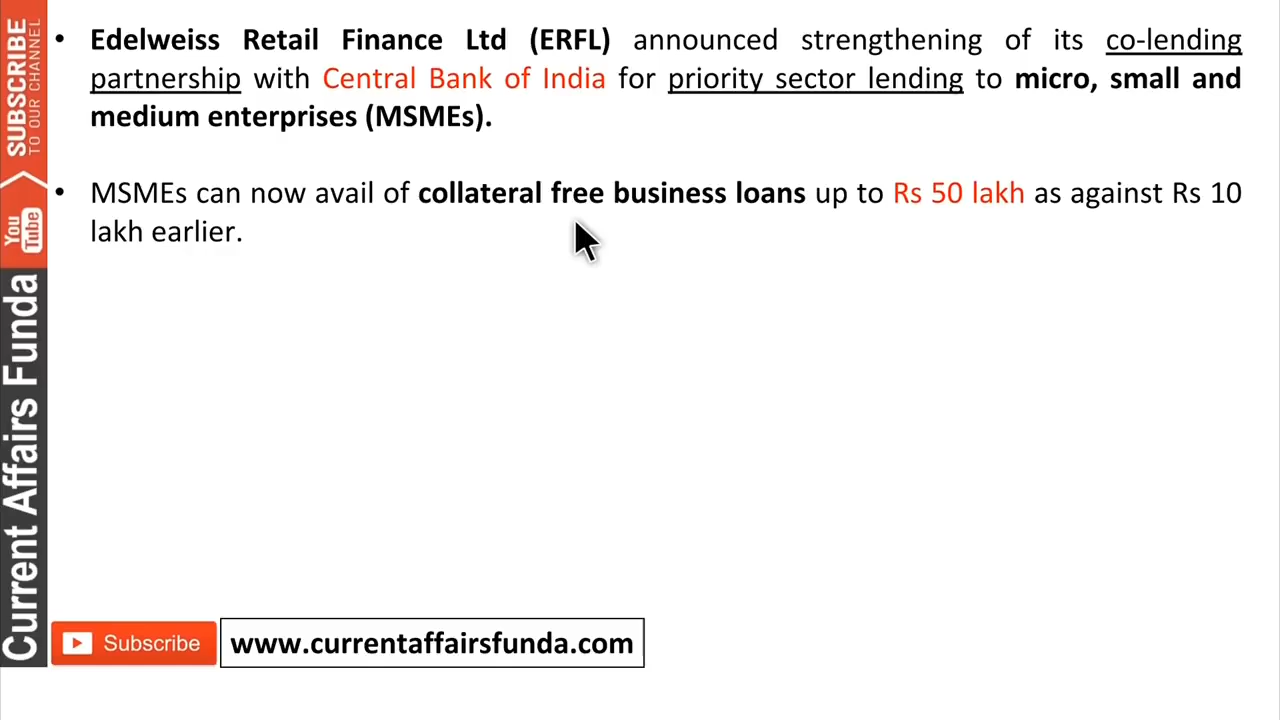 • Edelweiss Retail Finance Ltd (ERFL) announced strengthening of its co-lending
partnership with Central Bank of India for priority sector lending to micro, small and
medium enterprises (MSMEs).
• MSMEs can now avail of collateral free business loans up to Rs 50 lakh as against Rs 10
lakh earlier.
SUBSCRIBE
TO OUR CHANNEL
You
Tube
Current Affairs Funda
Subscribe
www.currentaffairsfunda.com